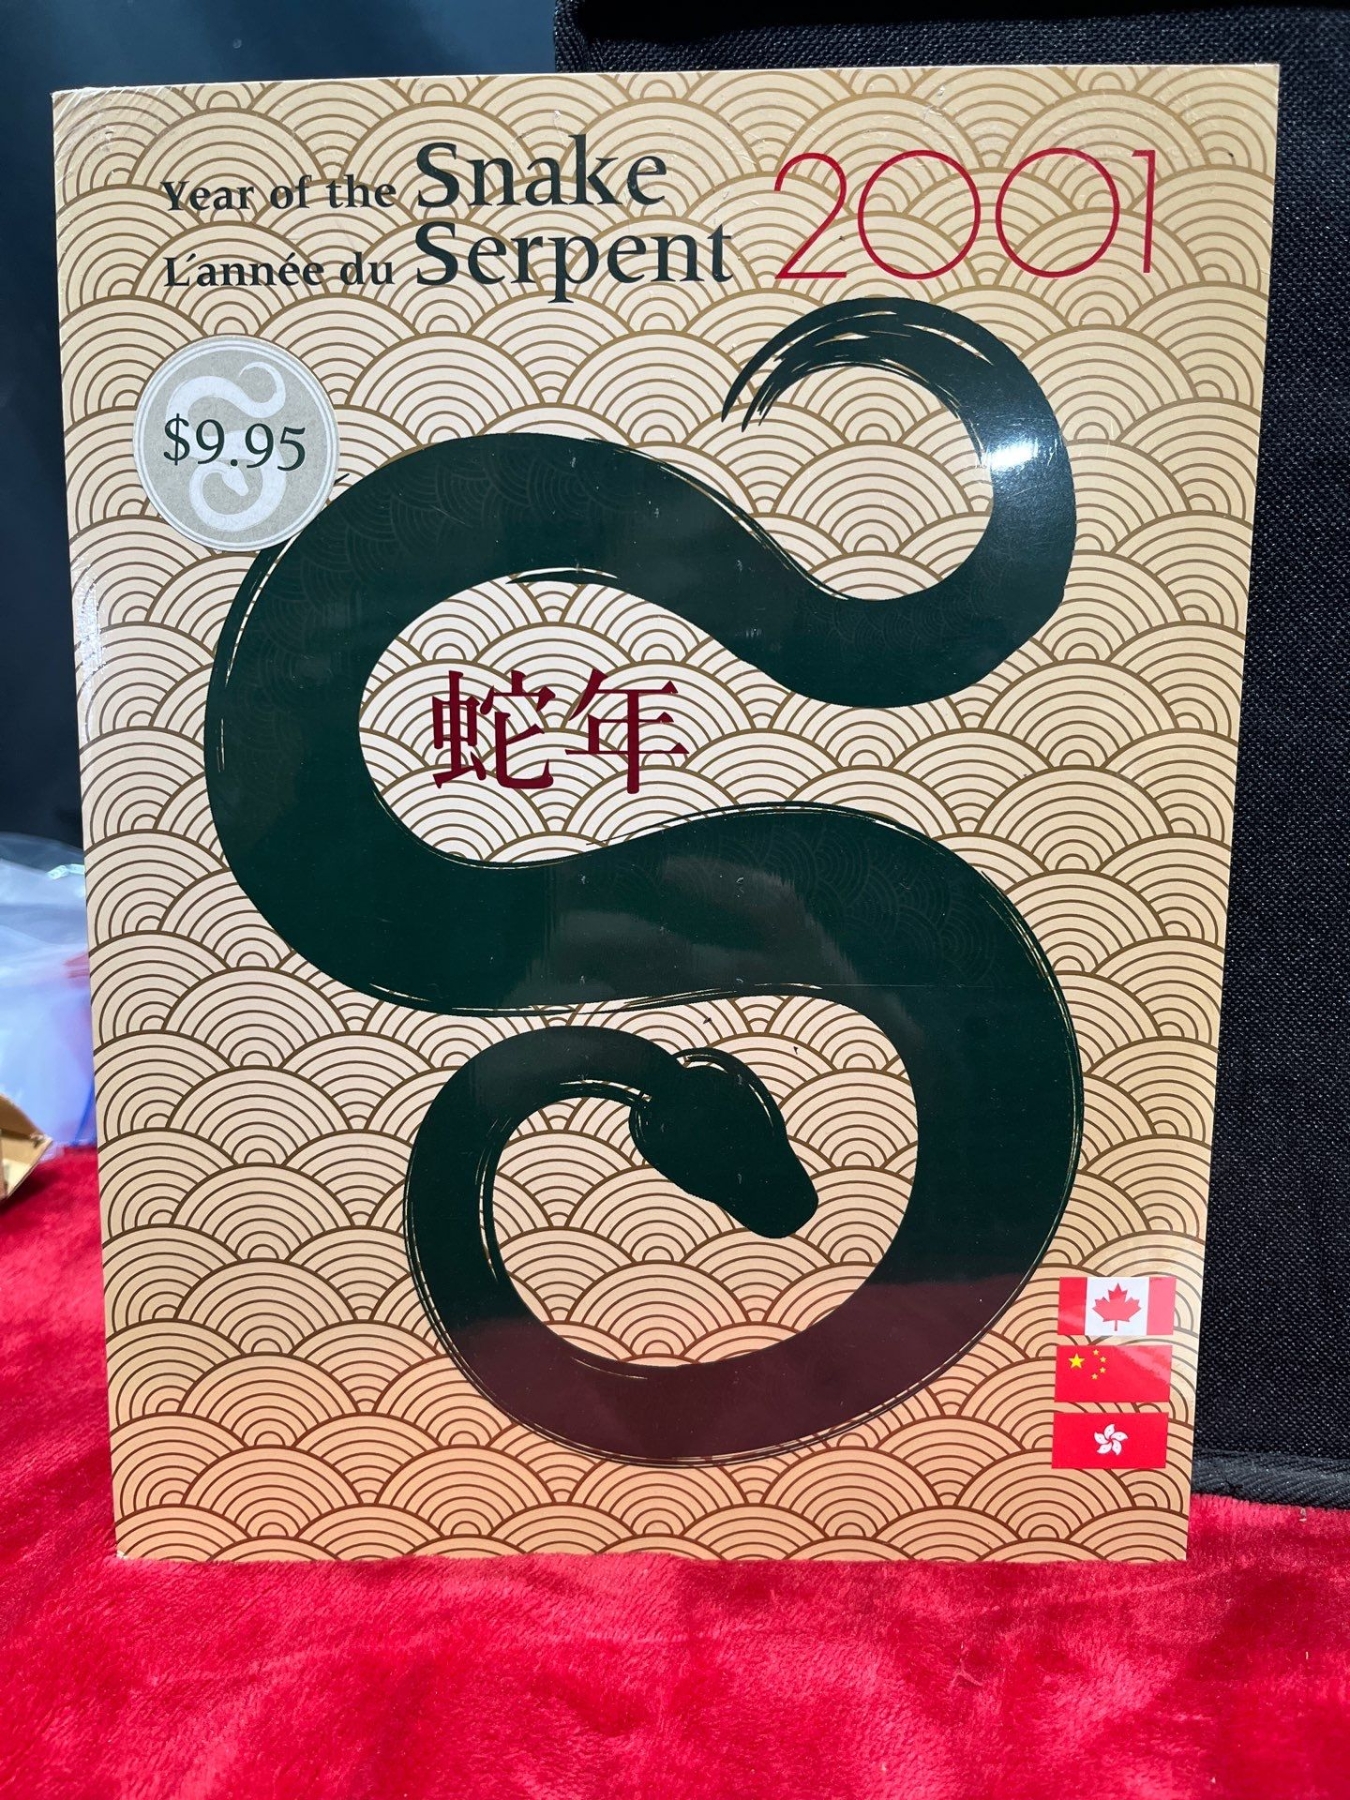 Year of the Snake 2001
L'année du Serpent
$9.95
蛇年